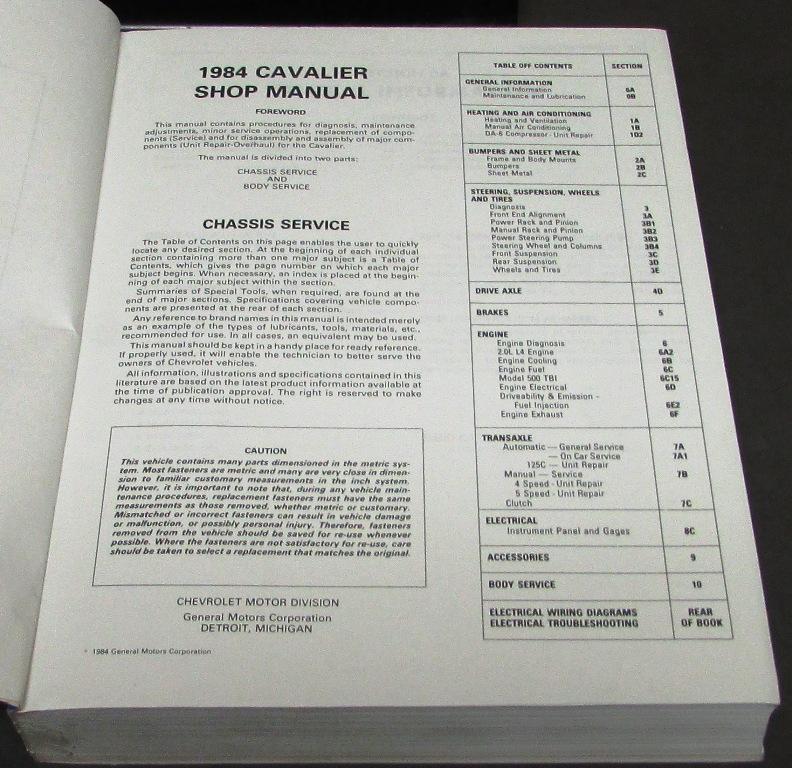 1984 CAVALIER
SHOP MANUAL
FOREWORD
This manual contains procedures for diagnosis, maintenance
adjustments, minor service operations, replacement of compo-
nents (Service) and for disassembly and assembly of major com-
ponents (Unit Repair-Overhaul) for the Cavalier.
The manual is divided into two parts:
CHASSIS SERVICE
AND
BODY SERVICE
CHASSIS SERVICE
The Table of Contents on this page enables the user to quickly
locate any desired section. At the beginning of each individual
section containing more than one major subject is a Table of
Contents, which gives the page number on which each major
subject begins. When necessary, an index is placed at the begin-
ning of each major subject within the section.
Summaries of Special Tools, when required, are found at the
end of major sections. Specifications covering vehicle compo-
nents are presented at the rear of each section.
Any reference to brand names in this manual is intended merely
as an example of the types of lubricants, tools, materials, etc.,
recommended for use. In all cases, an equivalent may be used.
This manual should be kept in a handy place for ready reference.
If properly used, it will enable the technician to better serve the
owners of Chevrolet vehicles.
All information, illustrations and specifications contained in this
literature are based on the latest product information available at
the time of publication approval. The right is reserved to make
changes at any time without notice.
CAUTION
This vehicle contains many parts dimensioned in the metric sys-
tem. Most fasteners are metric and many are very close in dimen-
sion to familiar customary measurements in the inch system.
However, it is important to note that, during any vehicle main-
tenance procedures, replacement fasteners must have the same
measurements as those removed, whether metric or customary.
Mismatched or incorrect fasteners can result in vehicle damage
or malfunction, or possibly personal injury. Therefore, fasteners
removed from the vehicle should be saved for re-use whenever
possible. Where the fasteners are not satisfactory for re-use, care
should be taken to select a replacement that matches the original.
CHEVROLET MOTOR DIVISION
General Motors Corporation
DETROIT, MICHIGAN
1984 General Motors Corporation
TABLE OFF CONTENTS SECTION
GENERAL INFORMATION
General Information 0A
Maintenance and Lubrication 0B
HEATING AND AIR CONDITIONING
Heating and Ventilation 1A
Manual Air Conditioning 1B
DA-6 Compressor - Unit Repair 1D2
BUMPERS AND SHEET METAL
Frame and Body Mounts 2A
Bumpers 2B
Sheet Metal 2C
STEERING, SUSPENSION, WHEELS
AND TIRES
Diagnosis 3
Front End Alignment 3A
Power Rack and Pinion 3B1
Manual Rack and Pinion 3B2
Power Steering Pump 3B3
Steering Wheel and Columns 3B4
Front Suspension 3C
Rear Suspension 3D
Wheels and Tires 3E
DRIVE AXLE 4D
BRAKES 5
ENGINE
Engine Diagnosis 6
2.0L L4 Engine 6A2
Engine Cooling 6B
Engine Fuel 6C
Model 500 TBI 6C15
Engine Electrical 6D
Driveability & Emission -
Fuel Injection 6E2
Engine Exhaust 6F
TRANSAXLE
Automatic — General Service 7A
— On Car Service 7A1
125C — Unit Repair
Manual — Service 7B
4 Speed - Unit Repair
5 Speed - Unit Repair
Clutch 7C
ELECTRICAL
Instrument Panel and Gages 8C
ACCESSORIES 9
BODY SERVICE 10
ELECTRICAL WIRING DIAGRAMS REAR
ELECTRICAL TROUBLESHOOTING OF BOOK